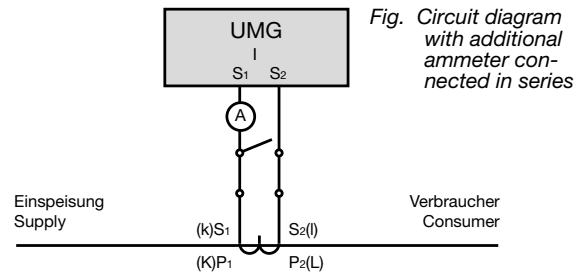 UMG
I
S1 S2
Fig. Circuit diagram
with additional
ammeter con-
nected in series
A
Einspeisung
Supply
Verbraucher
Consumer
(k)S1
S2(l)
(K)P1
P2(L)